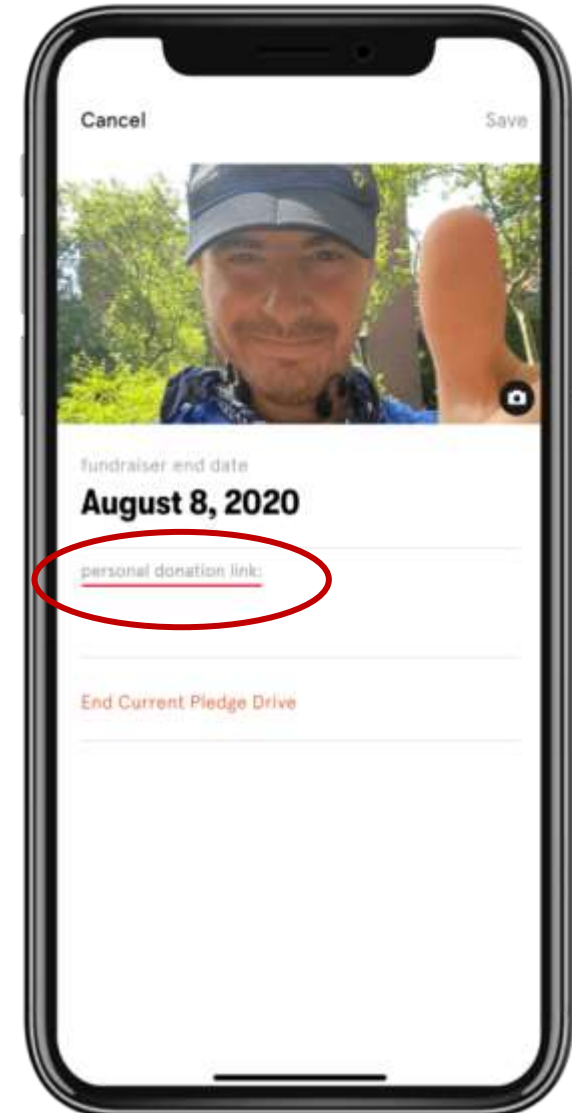 Cancel
Save
fundraiser end date
August 8, 2020
personal donation link:
End Current Pledge Drive